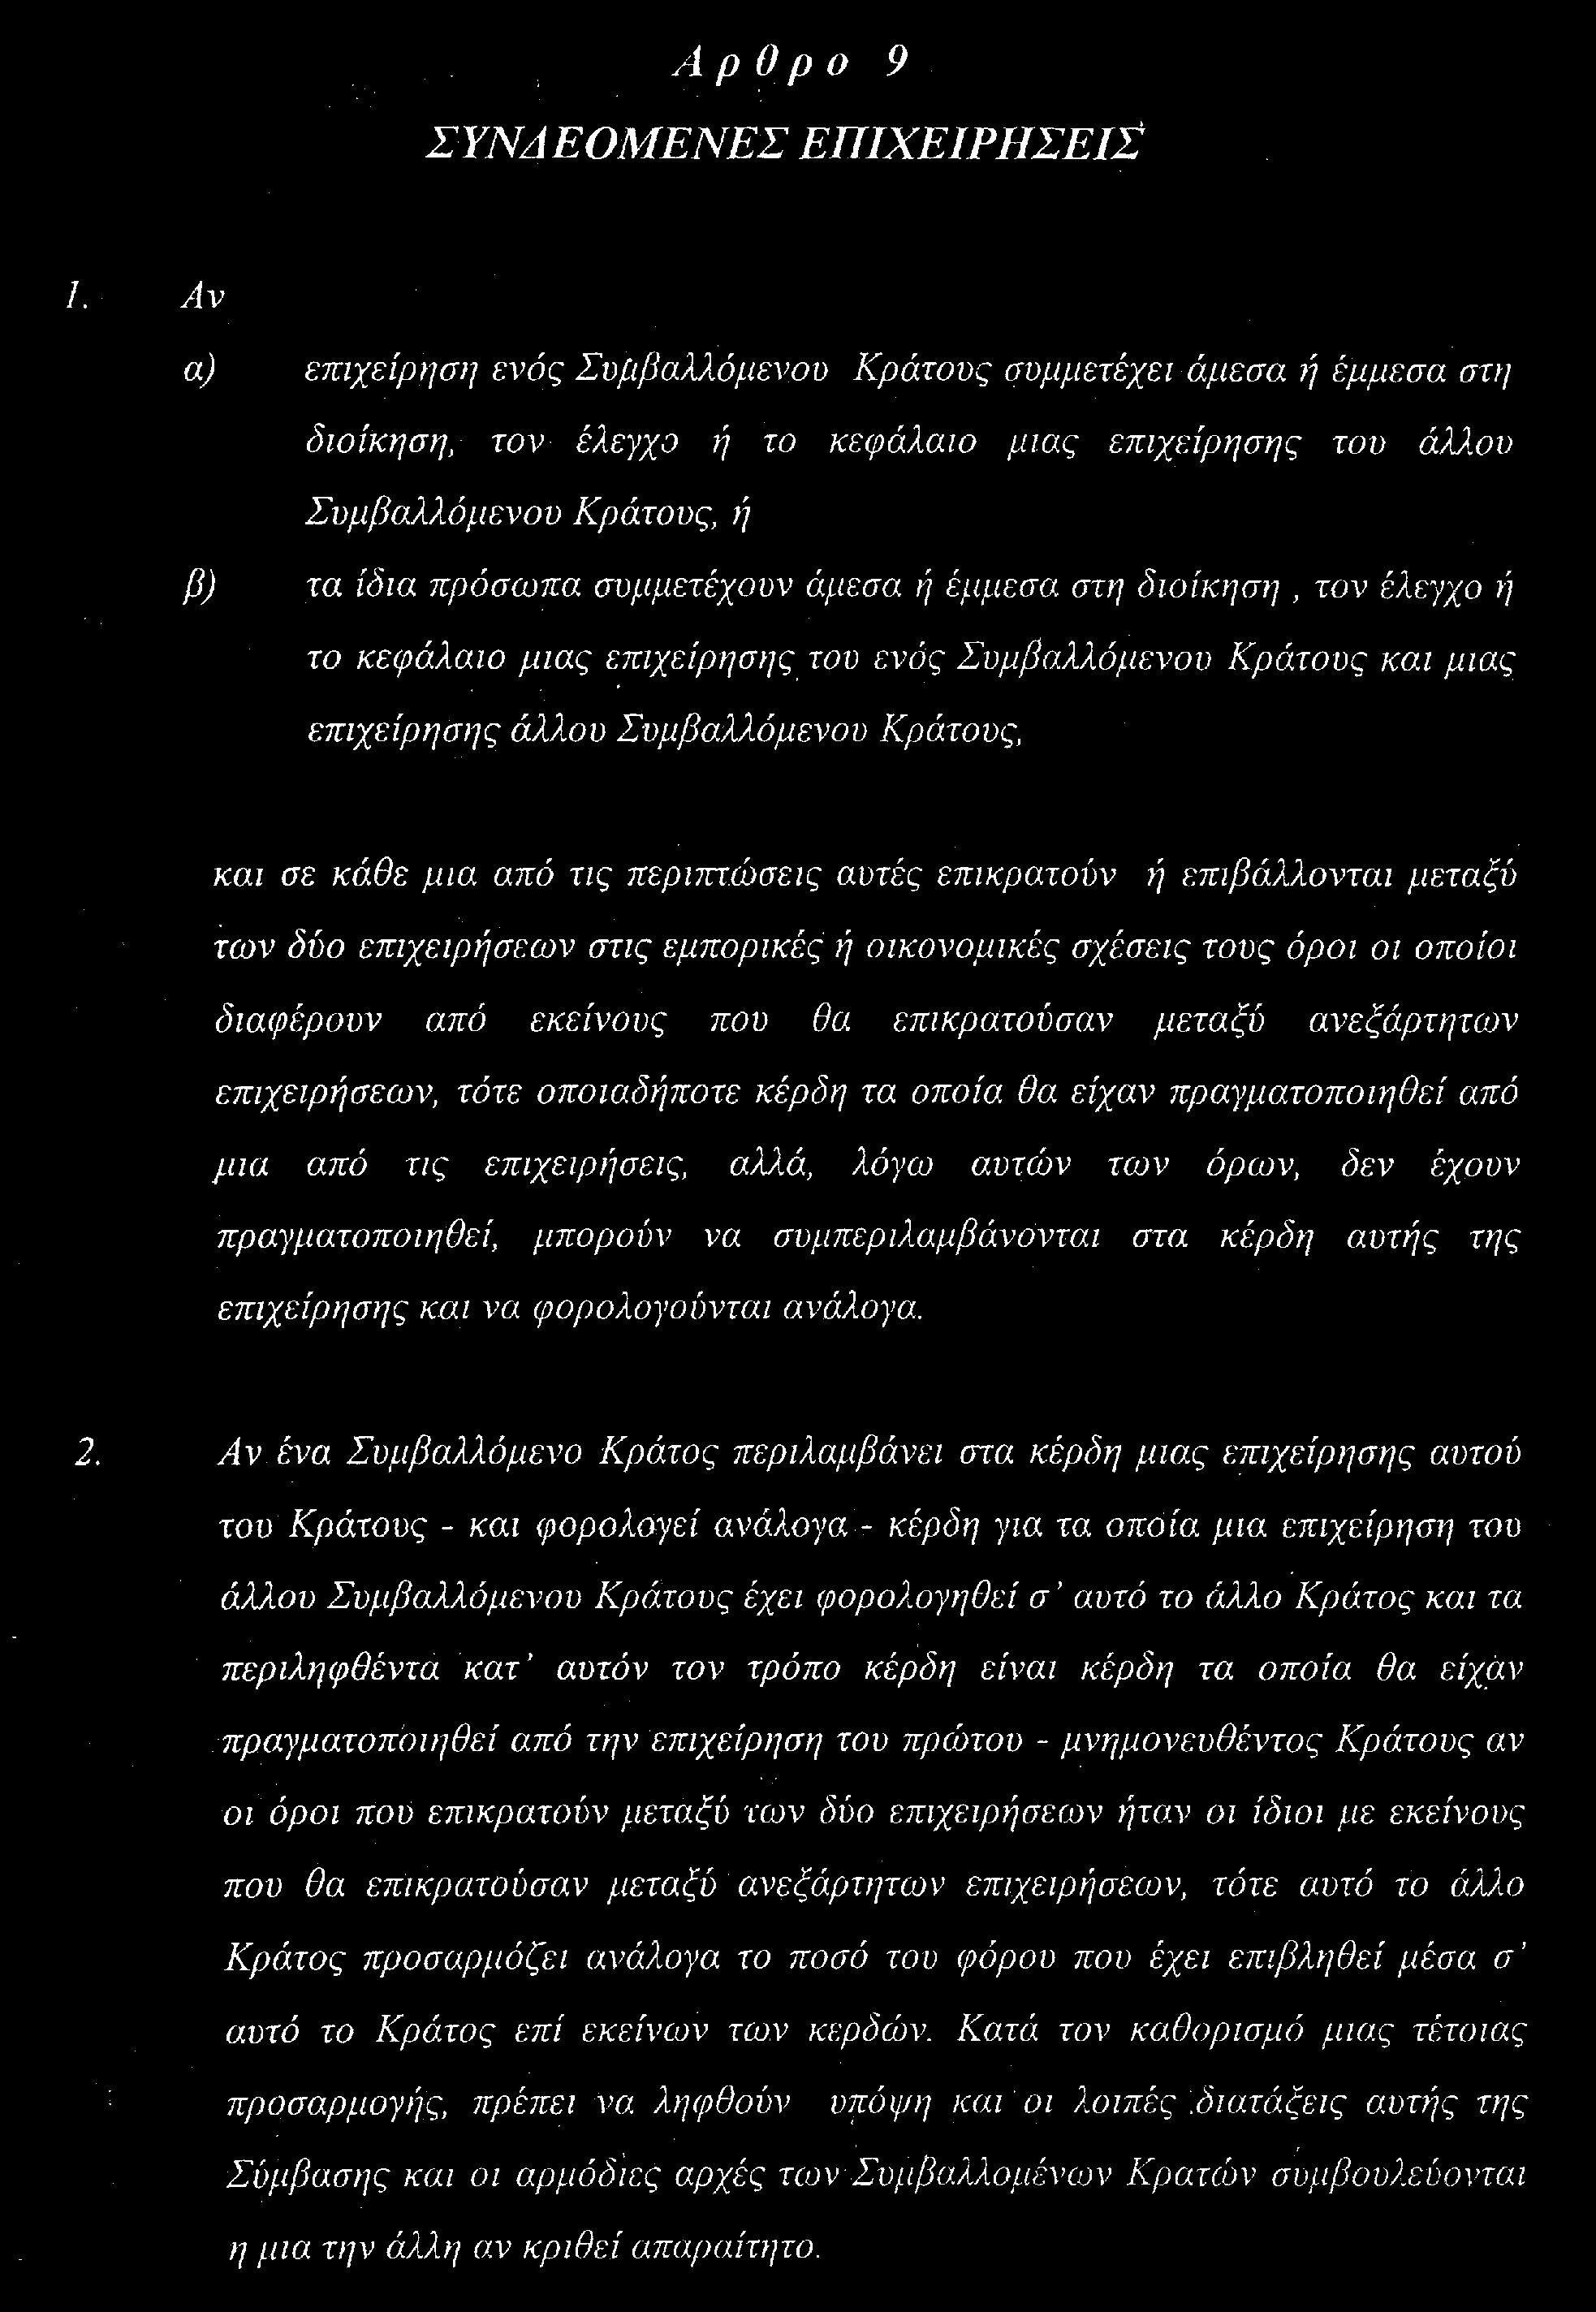 Αρθρο 9
ΣΥΝΔΕΟΜΕΝΕΣ ΕΠΙΧΕΙΡΗΣΕΙΣ
1. Αν
α) επιχείρηση ενός Συμβαλλόμενου Κράτους συμμετέχει άμεσα ή έμμεσα στη
διοίκηση, τον έλεγχο ή το κεφάλαιο μιας επιχείρησης του άλλου
Συμβαλλόμενου Κράτους, ή
β) τα ίδια πρόσωπα συμμετέχουν άμεσα ή έμμεσα στη διοίκηση , τον έλεγχο ή
το κεφάλαιο μιας επιχείρησης του ενός Συμβαλλόμενου Κράτους και μιας
επιχείρησης άλλου Συμβαλλόμενου Κράτους,
και σε κάθε μια από τις περιπτώσεις αυτές επικρατούν ή επιβάλλονται μεταξύ
των δύο επιχειρήσεων στις εμπορικές ή οικονομικές σχέσεις τους όροι οι οποίοι
διαφέρουν από εκείνους που θα επικρατούσαν μεταξύ ανεξάρτητων
επιχειρήσεων, τότε οποιαδήποτε κέρδη τα οποία θα είχαν πραγματοποιηθεί από
μια από τις επιχειρήσεις, αλλά, λόγω αυτών των όρων, δεν έχουν
πραγματοποιηθεί, μπορούν να συμπεριλαμβάνονται στα κέρδη αυτής της
επιχείρησης και να φορολογούνται ανάλογα.
2. Αν ένα Συμβαλλόμενο Κράτος περιλαμβάνει στα κέρδη μιας επιχείρησης αυτού
του Κράτους - και φορολογεί ανάλογα - κέρδη για τα οποία μια επιχείρηση του
άλλου Συμβαλλόμενου Κράτους έχει φορολογηθεί σ' αυτό το άλλο Κράτος και τα
περιληφθέντα κατ' αυτόν τον τρόπο κέρδη είναι κέρδη τα οποία θα είχαν
πραγματοποιηθεί από την επιχείρηση του πρώτου - μνημονευθέντος Κράτους αν
οι όροι που επικρατούν μεταξύ των δύο επιχειρήσεων ήταν οι ίδιοι με εκείνους
που θα επικρατούσαν μεταξύ ανεξάρτητων επιχειρήσεων, τότε αυτό το άλλο
Κράτος προσαρμόζει ανάλογα το ποσό του φόρου που έχει επιβληθεί μέσα σ'
αυτό το Κράτος επί εκείνων των κερδών. Κατά τον καθορισμό μιας τέτοιας
προσαρμογής, πρέπει να ληφθούν υπόψη και οι λοιπές διατάξεις αυτής της
Σύμβασης και οι αρμόδιες αρχές των Συμβαλλομένων Κρατών συμβουλεύονται
η μια την άλλη αν κριθεί απαραίτητο.